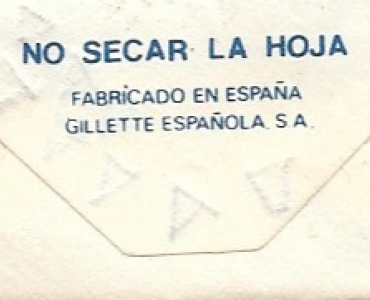 NO SECAR LA HOJA
FABRICADO EN ESPAÑA
GILLETTE ESPAÑOLA. S.A.